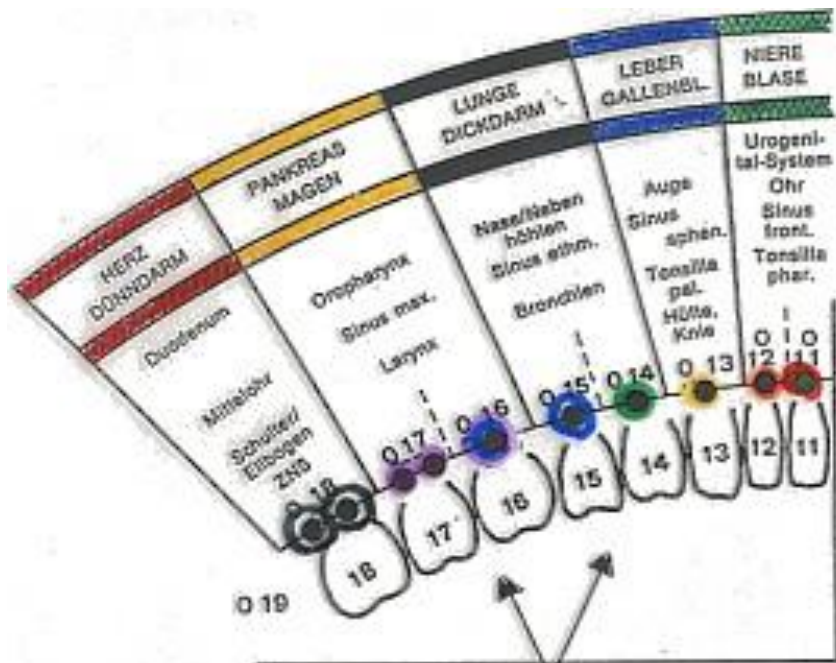 HERZ
DÜNNDARM
PANKREAS
MAGEN
LUNGE
DICKDARM
LEBER
GALLENBL.
NIERE
BLASE
Duodenum
Mittelohr
Schulter/
Ellbogen
ZNS
Oropharynx
Sinus max.
Larynx
Nase/Neben
höhlen
Sinus ethm.
Bronchien
Auge
Sinus
sphen.
Tonsilla
pal.
Hüfte,
Knie
Urogeni-
tal-System
Ohr
Sinus
front.
Tonsilla
phar.
O 18
O 17
O 16
O 15
O 14
O 13
O 12
O 11
18
17
16
15
14
13
12
11
O 19